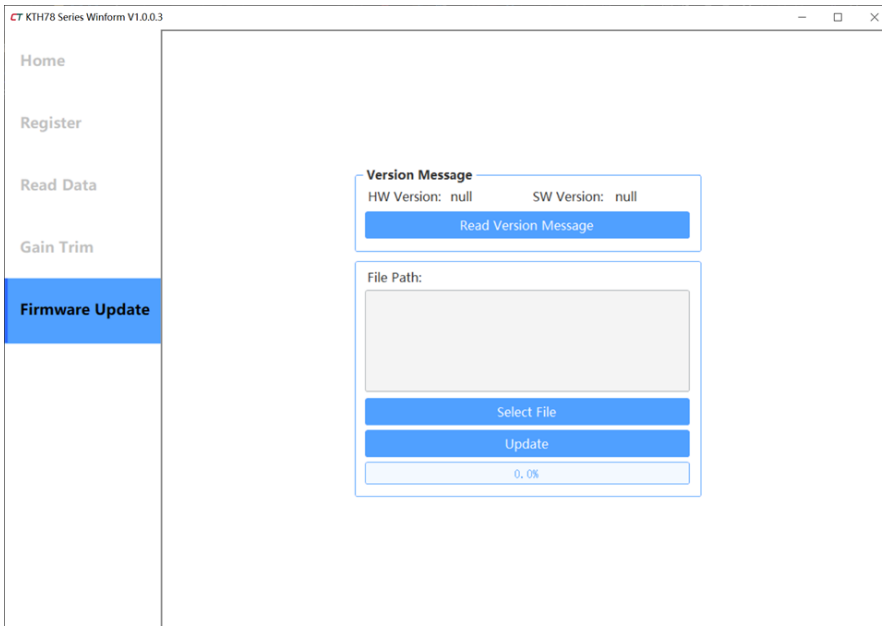 CT KTH78 Series Winform V1.0.0.3
Home
Register
Read Data
Gain Trim
Firmware Update
Version Message
HW Version: null SW Version: null
Read Version Message
File Path:
Select File
Update
0.0%